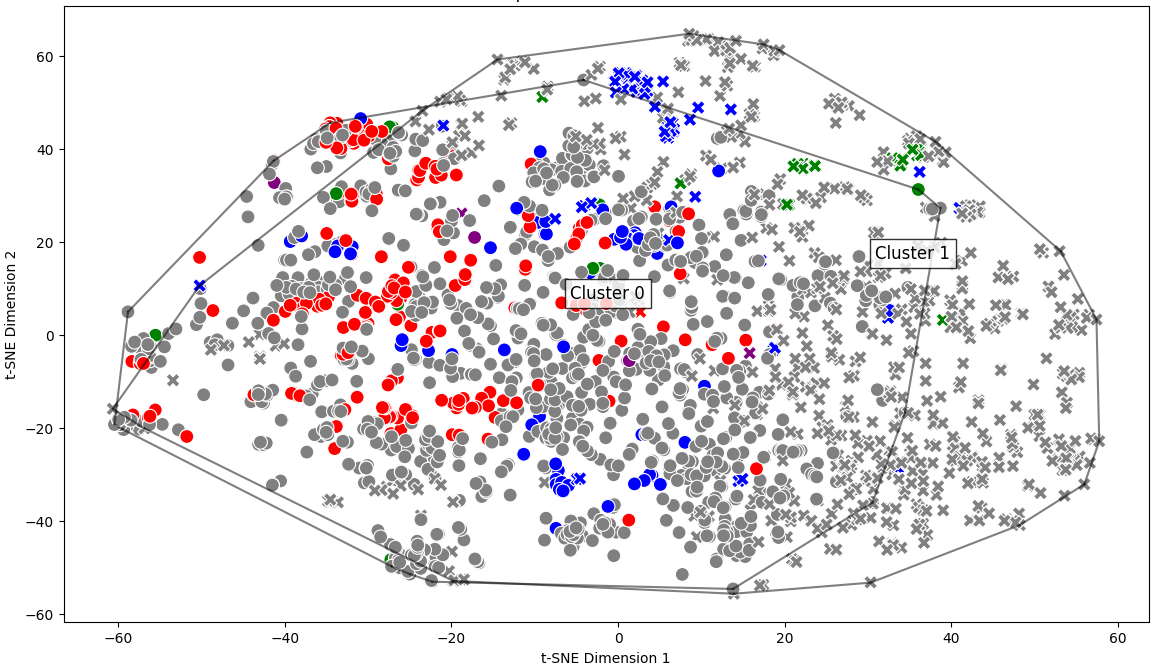 60
40
20
0
−20
−40
−60
t-SNE Dimension 2
Cluster 1
Cluster 0
−60 −40 −20 0 20 40 60
t-SNE Dimension 1